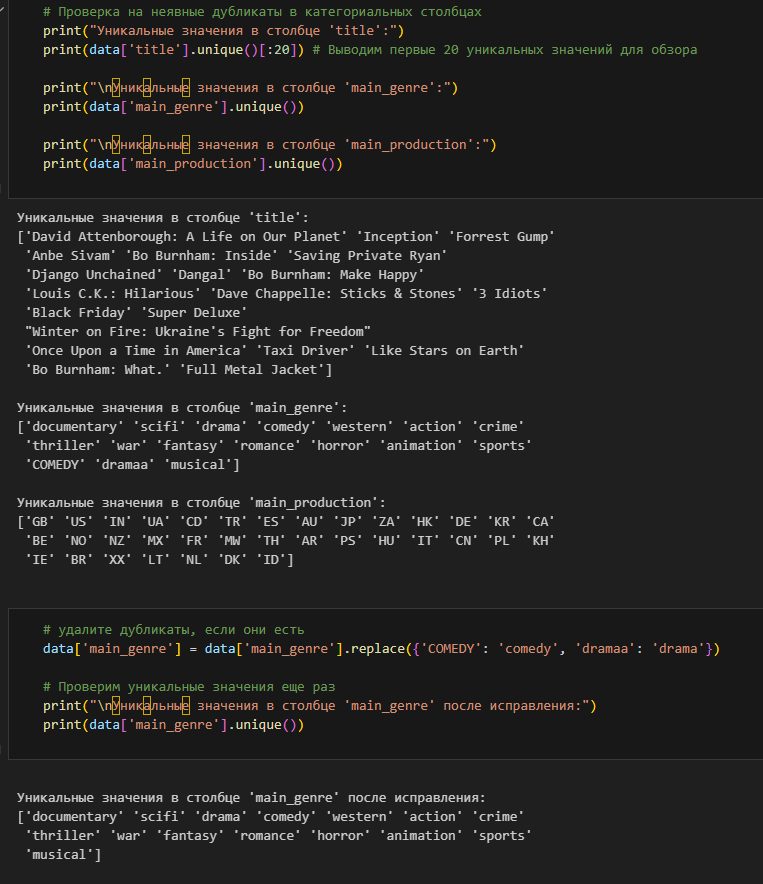 # Проверка на неявные дубликаты в категориальных столбцах
print("Уникальные значения в столбце 'title':")
print(data['title'].unique()[:20]) # Выводим первые 20 уникальных значений для обзора
print("\nУникальные значения в столбце 'main_genre':")
print(data['main_genre'].unique())
print("\nУникальные значения в столбце 'main_production':")
print(data['main_production'].unique())
Уникальные значения в столбце 'title':
['David Attenborough: A Life on Our Planet' 'Inception' 'Forrest Gump'
'Anbe Sivam' 'Bo Burnham: Inside' 'Saving Private Ryan'
'Django Unchained' 'Dangal' 'Bo Burnham: Make Happy'
'Louis C.K.: Hilarious' 'Dave Chappelle: Sticks & Stones' '3 Idiots'
'Black Friday' 'Super Deluxe'
"Winter on Fire: Ukraine's Fight for Freedom"
'Once Upon a Time in America' 'Taxi Driver' 'Like Stars on Earth'
'Bo Burnham: What.' 'Full Metal Jacket']
Уникальные значения в столбце 'main_genre':
['documentary' 'scifi' 'drama' 'comedy' 'western' 'action' 'crime'
'thriller' 'war' 'fantasy' 'romance' 'horror' 'animation' 'sports'
'COMEDY' 'dramaa' 'musical']
Уникальные значения в столбце 'main_production':
['GB' 'US' 'IN' 'UA' 'CD' 'TR' 'ES' 'AU' 'JP' 'ZA' 'HK' 'DE' 'KR' 'CA'
'BE' 'NO' 'NZ' 'MX' 'FR' 'MW' 'TH' 'AR' 'PS' 'HU' 'IT' 'CN' 'PL' 'KH'
'IE' 'BR' 'XX' 'LT' 'NL' 'DK' 'ID']
# удалите дубликаты, если они есть
data['main_genre'] = data['main_genre'].replace({'COMEDY': 'comedy', 'dramaa': 'drama'})
# Проверим уникальные значения еще раз
print("\nУникальные значения в столбце 'main_genre' после исправления:")
print(data['main_genre'].unique())
Уникальные значения в столбце 'main_genre' после исправления:
['documentary' 'scifi' 'drama' 'comedy' 'western' 'action' 'crime'
'thriller' 'war' 'fantasy' 'romance' 'horror' 'animation' 'sports'
'musical']